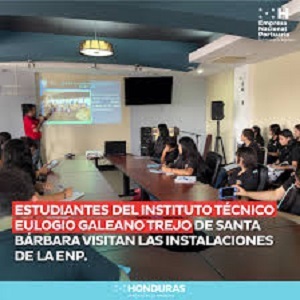 Empresa
Nacional
Portuaria
ESTUDIANTES DEL INSTITUTO TÉCNICO
EULOGIO GALEANO TREJO DE SANTA
BÁRBARA VISITAN LAS INSTALACIONES
DE LA ENP.
HONDURAS